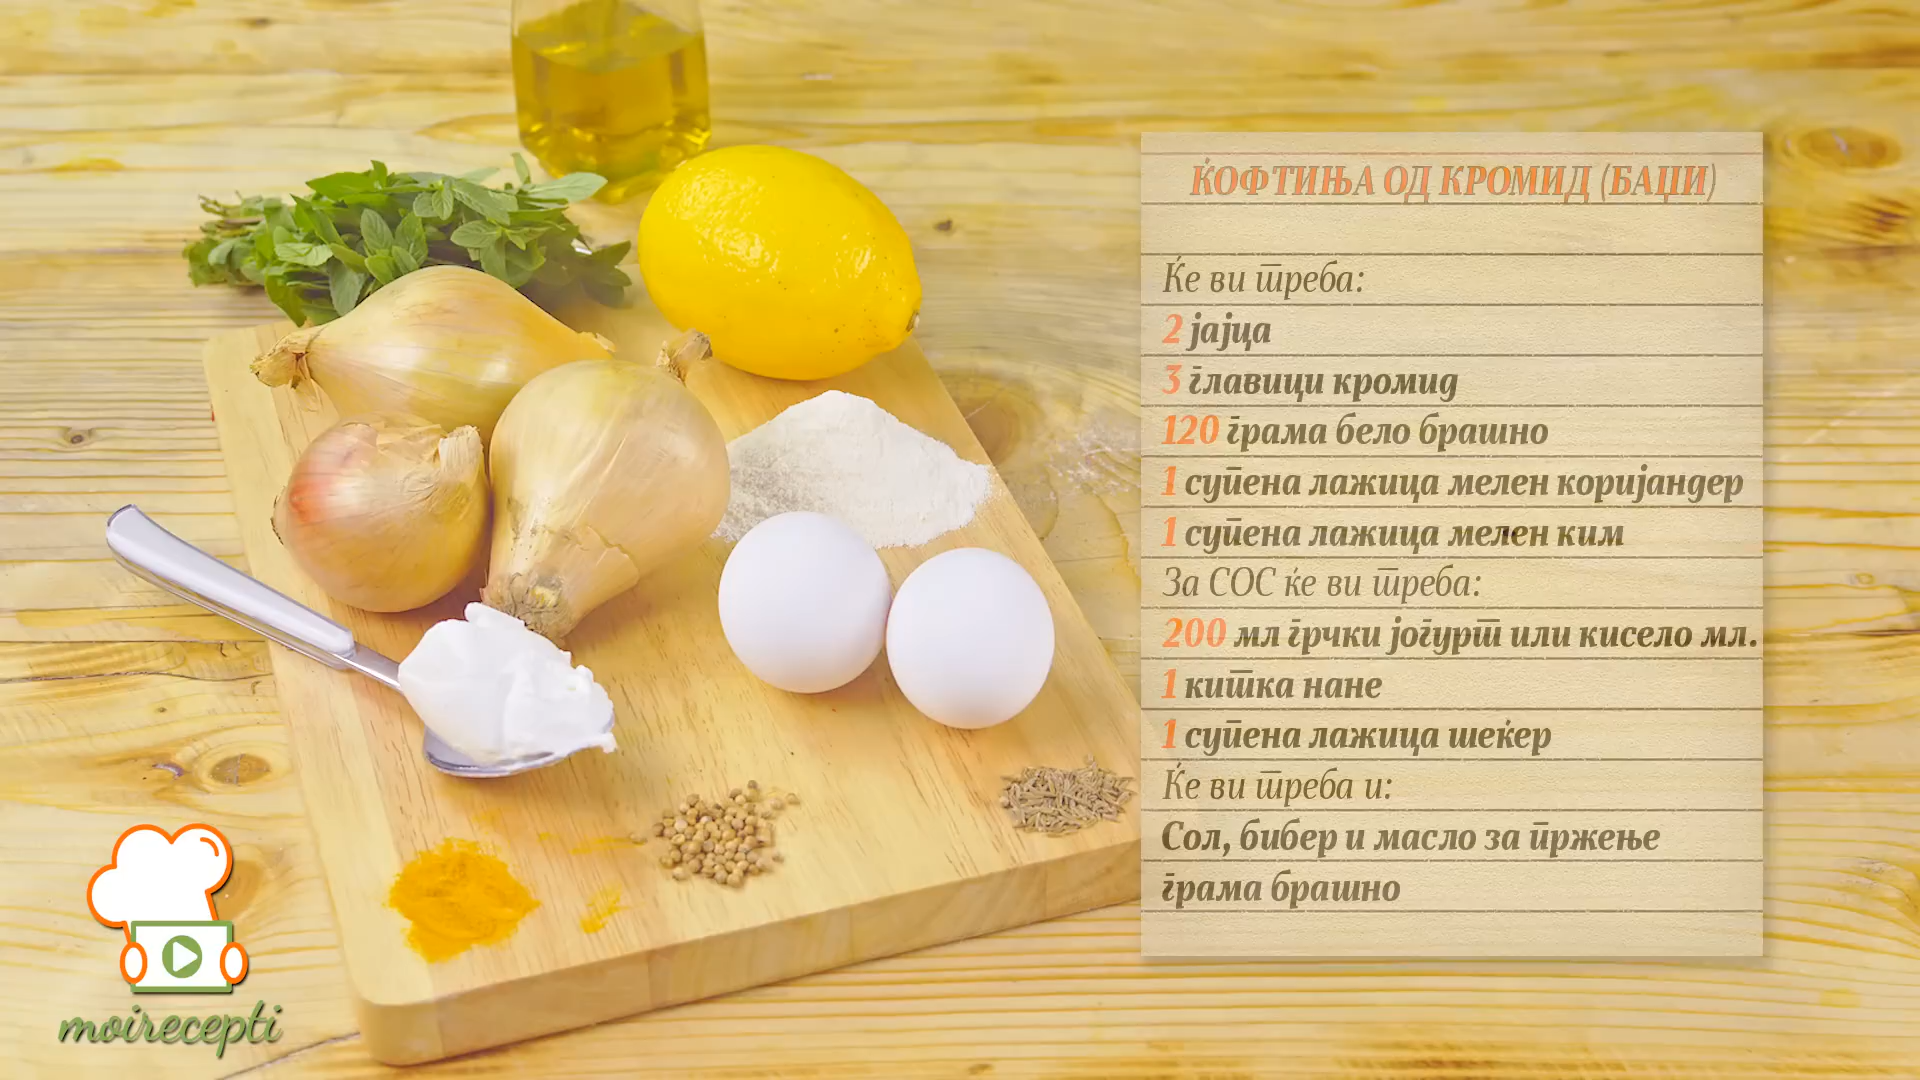 ЌОФТИЊА ОД КРОМИД (БАЏИ)
Ќе ви треба:
2 јајца
3 главици кромид
120 грама бело брашно
1 супена лажица мелен коријандер
1 супена лажица мелен ким
За СОС ќе ви треба:
200 мл грчки јогурт или кисело мл.
1 китка нане
1 супена лажица шеќер
Ќе ви треба и:
Сол, бибер и масло за пржење
грама брашно
moirecepti